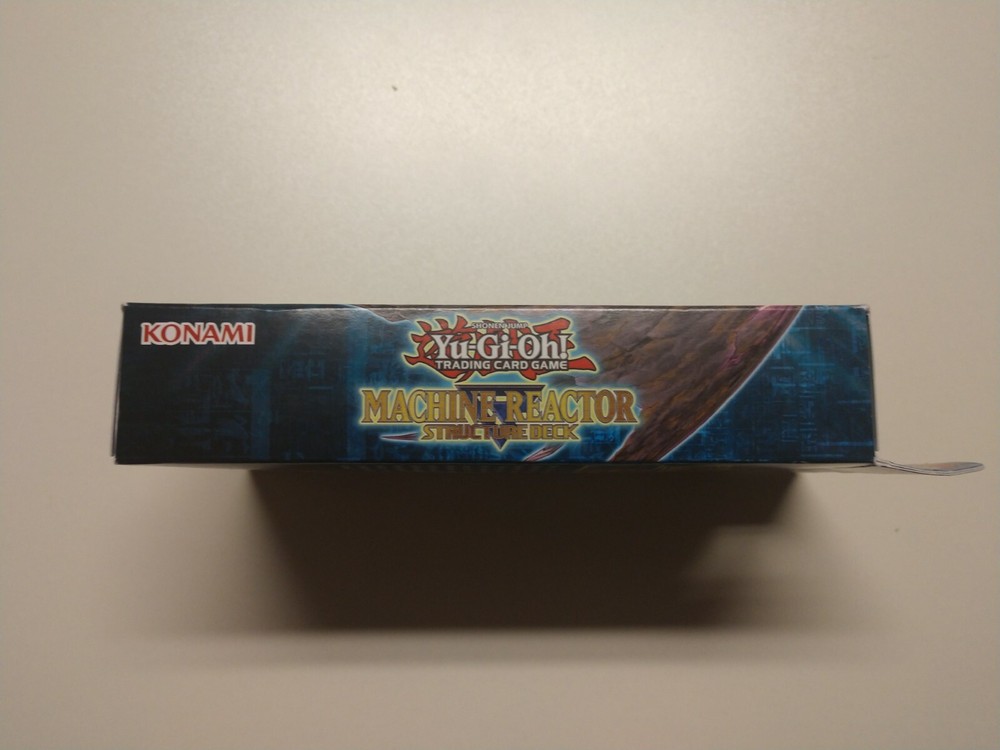 KONAMI
SHONEN JUMP
Yu-Gi-Oh!
TRADING CARD GAME
MACHINE REACTOR
STRUCTURE DECK